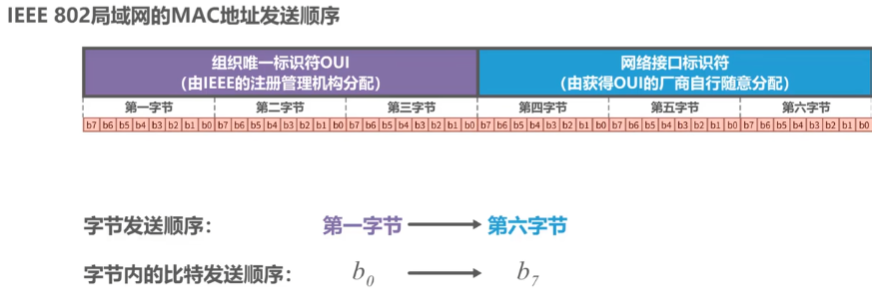 IEEE 802局域网的MAC地址发送顺序
组织唯一标识符OUI
（由IEEE的注册管理机构分配）
网络接口标识符
（由获得OUI的厂商自行随意分配）
第一字节 第二字节 第三字节 第四字节 第五字节 第六字节
b7 b6 b5 b4 b3 b2 b1 b0 b7 b6 b5 b4 b3 b2 b1 b0 b7 b6 b5 b4 b3 b2 b1 b0 b7 b6 b5 b4 b3 b2 b1 b0 b7 b6 b5 b4 b3 b2 b1 b0 b7 b6 b5 b4 b3 b2 b1 b0
字节发送顺序： 第一字节 第六字节
字节内的比特发送顺序： b0 b7